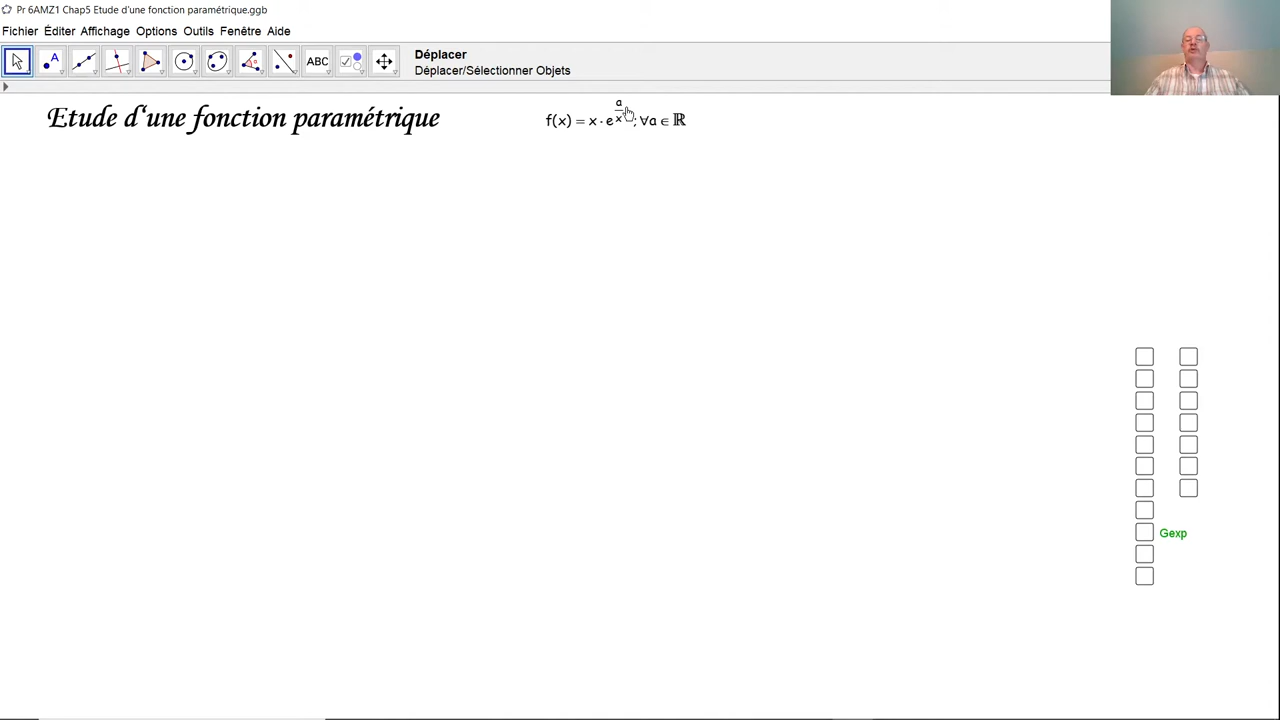 Pr 6AMZ1 Chap5 Etude d'une fonction paramétrique.ggb
Fichier Éditer Affichage Options Outils Fenêtre Aide
A
ABC
Déplacer
Déplacer/Sélectionner Objets
Etude d'une fonction paramétrique
f(x) = x · e^(a/x) ; ∀a ∈ ℝ
Gexp